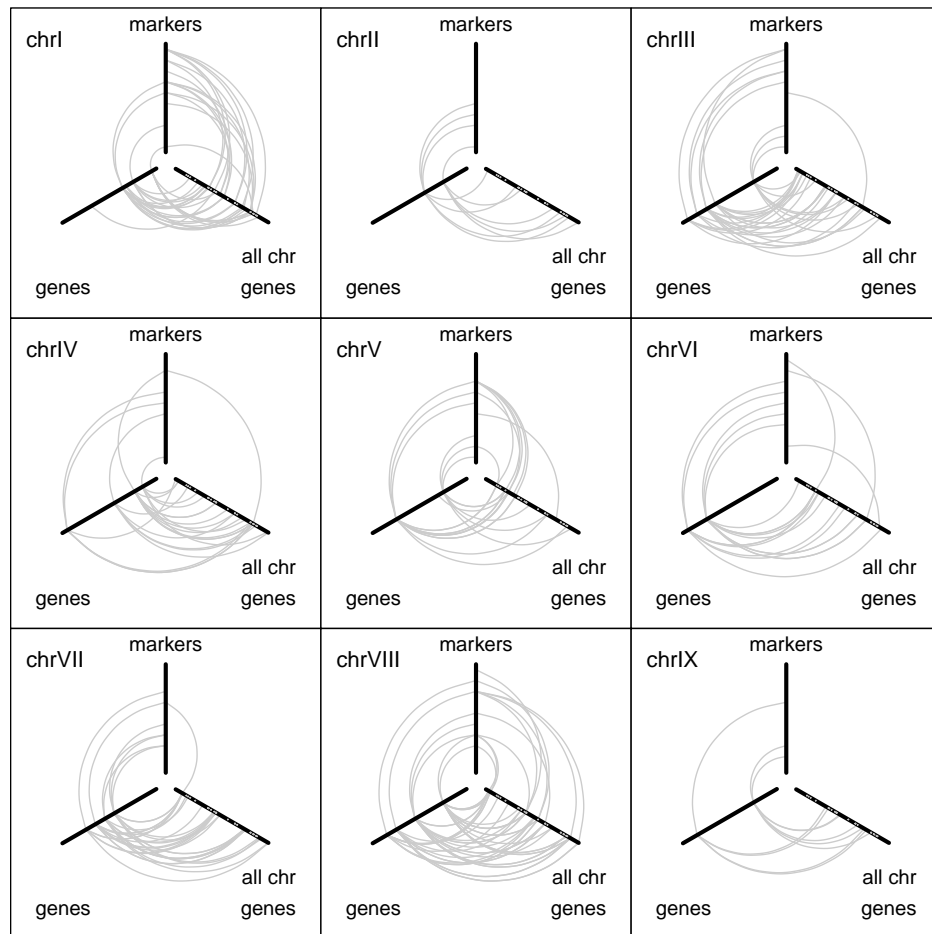 chrI
markers
genes
all chr
genes
chrII
markers
genes
all chr
genes
chrIII
markers
genes
all chr
genes
chrIV
markers
genes
all chr
genes
chrV
markers
genes
all chr
genes
chrVI
markers
genes
all chr
genes
chrVII
markers
genes
all chr
genes
chrVIII
markers
genes
all chr
genes
chrIX
markers
genes
all chr
genes